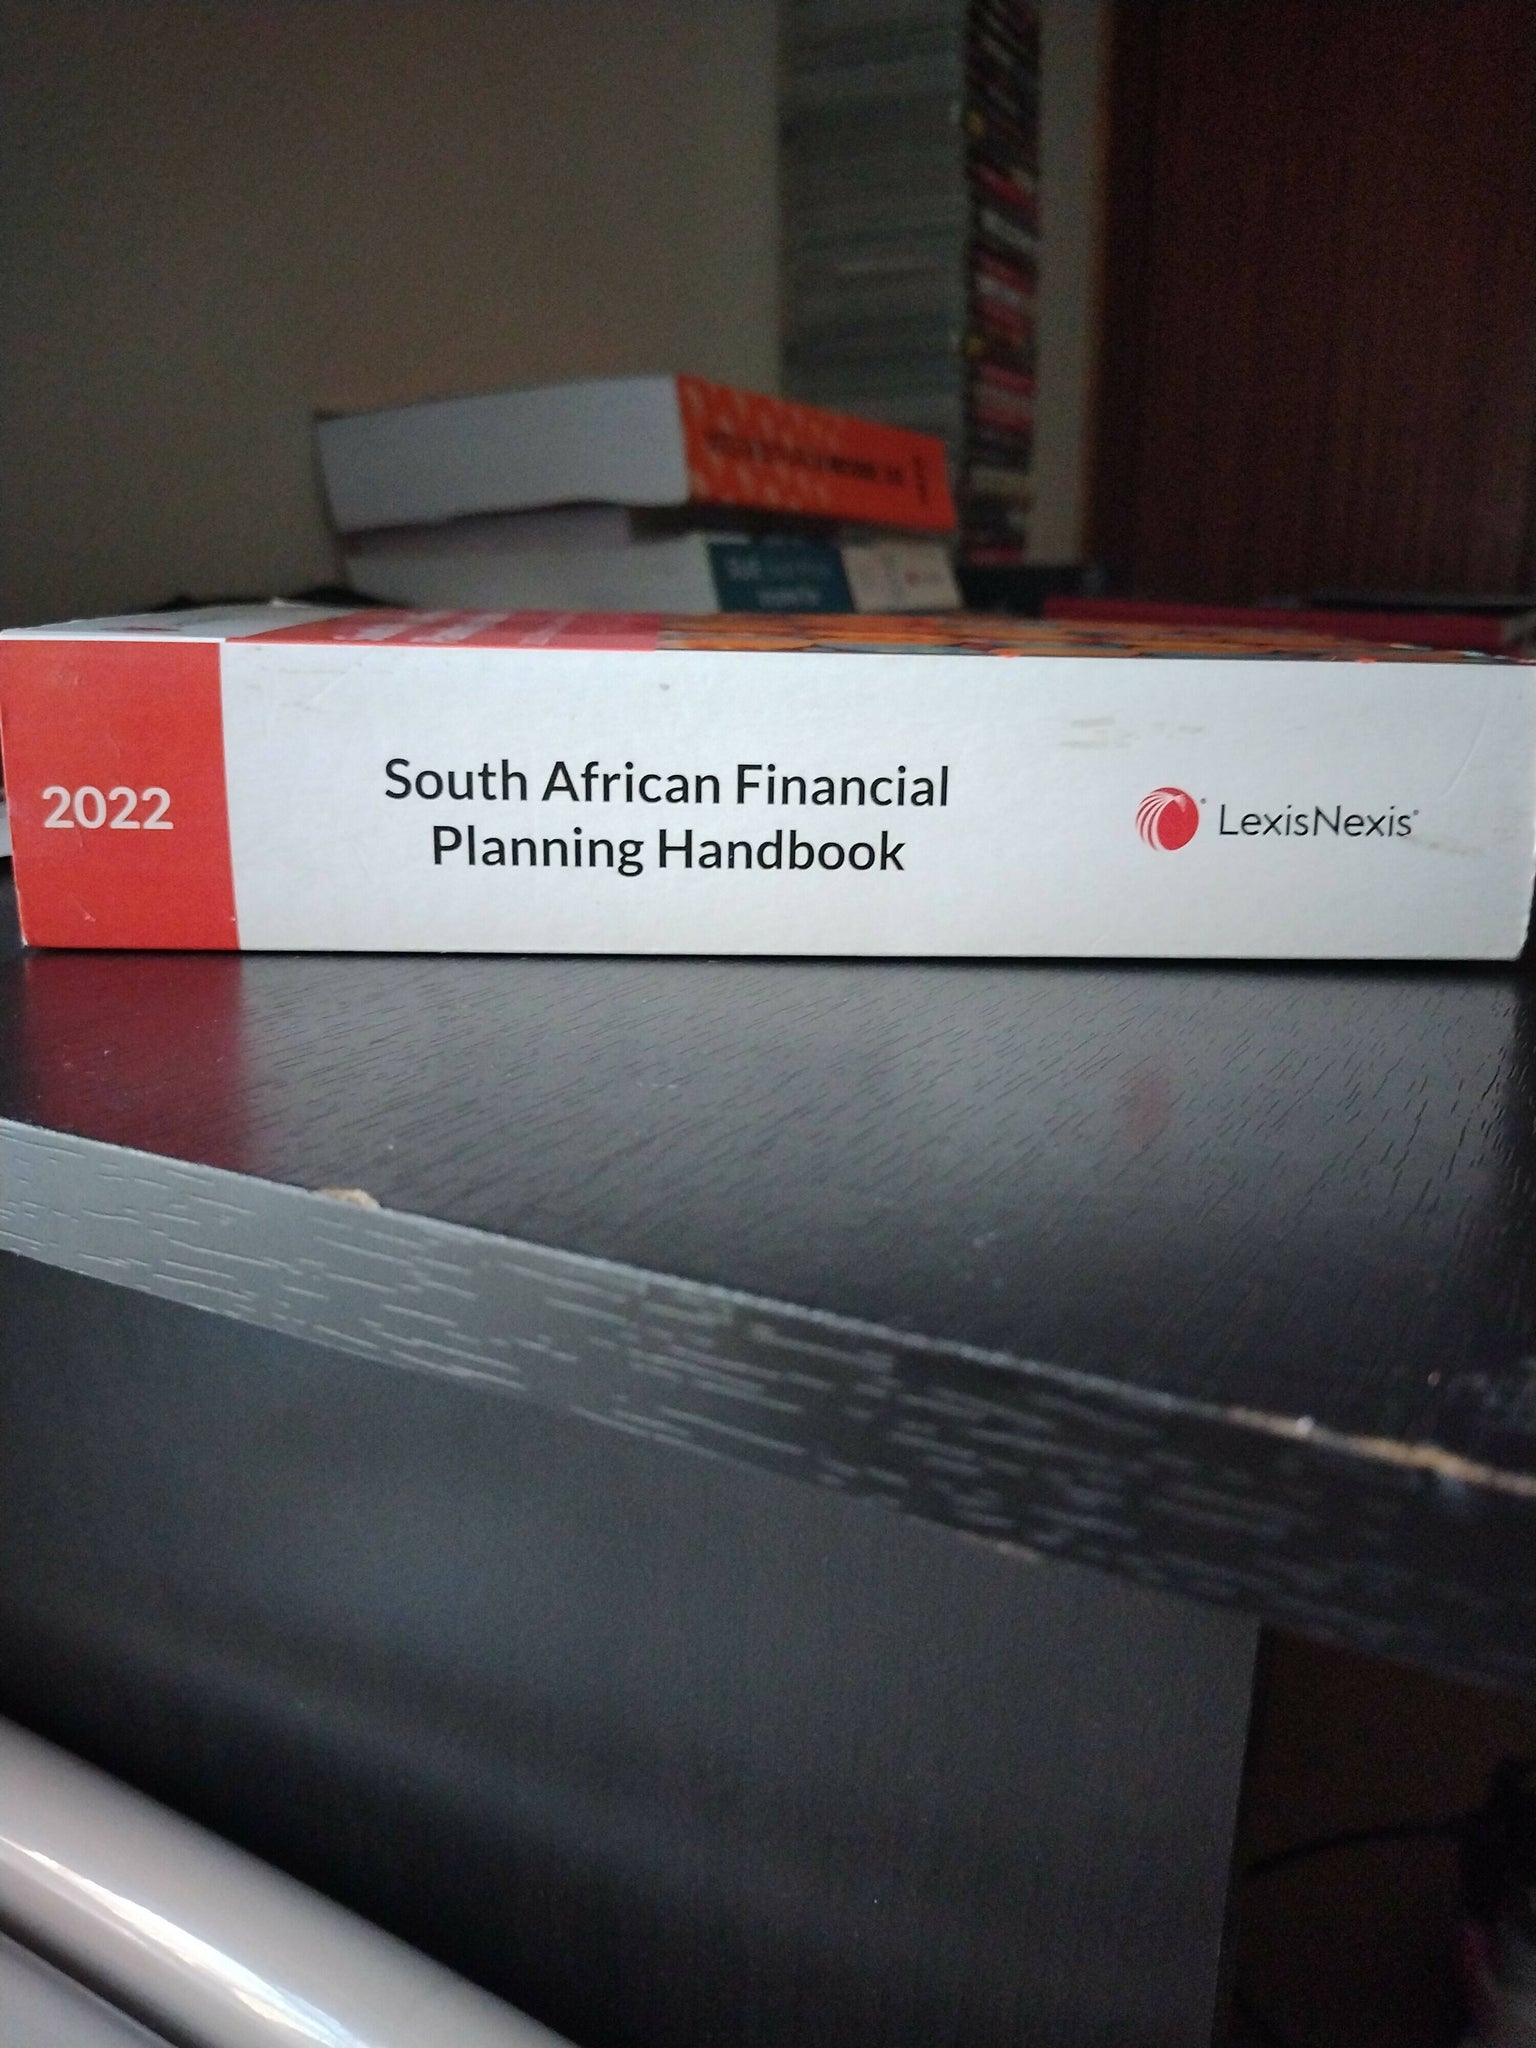 2022
South African Financial
Planning Handbook
LexisNexis